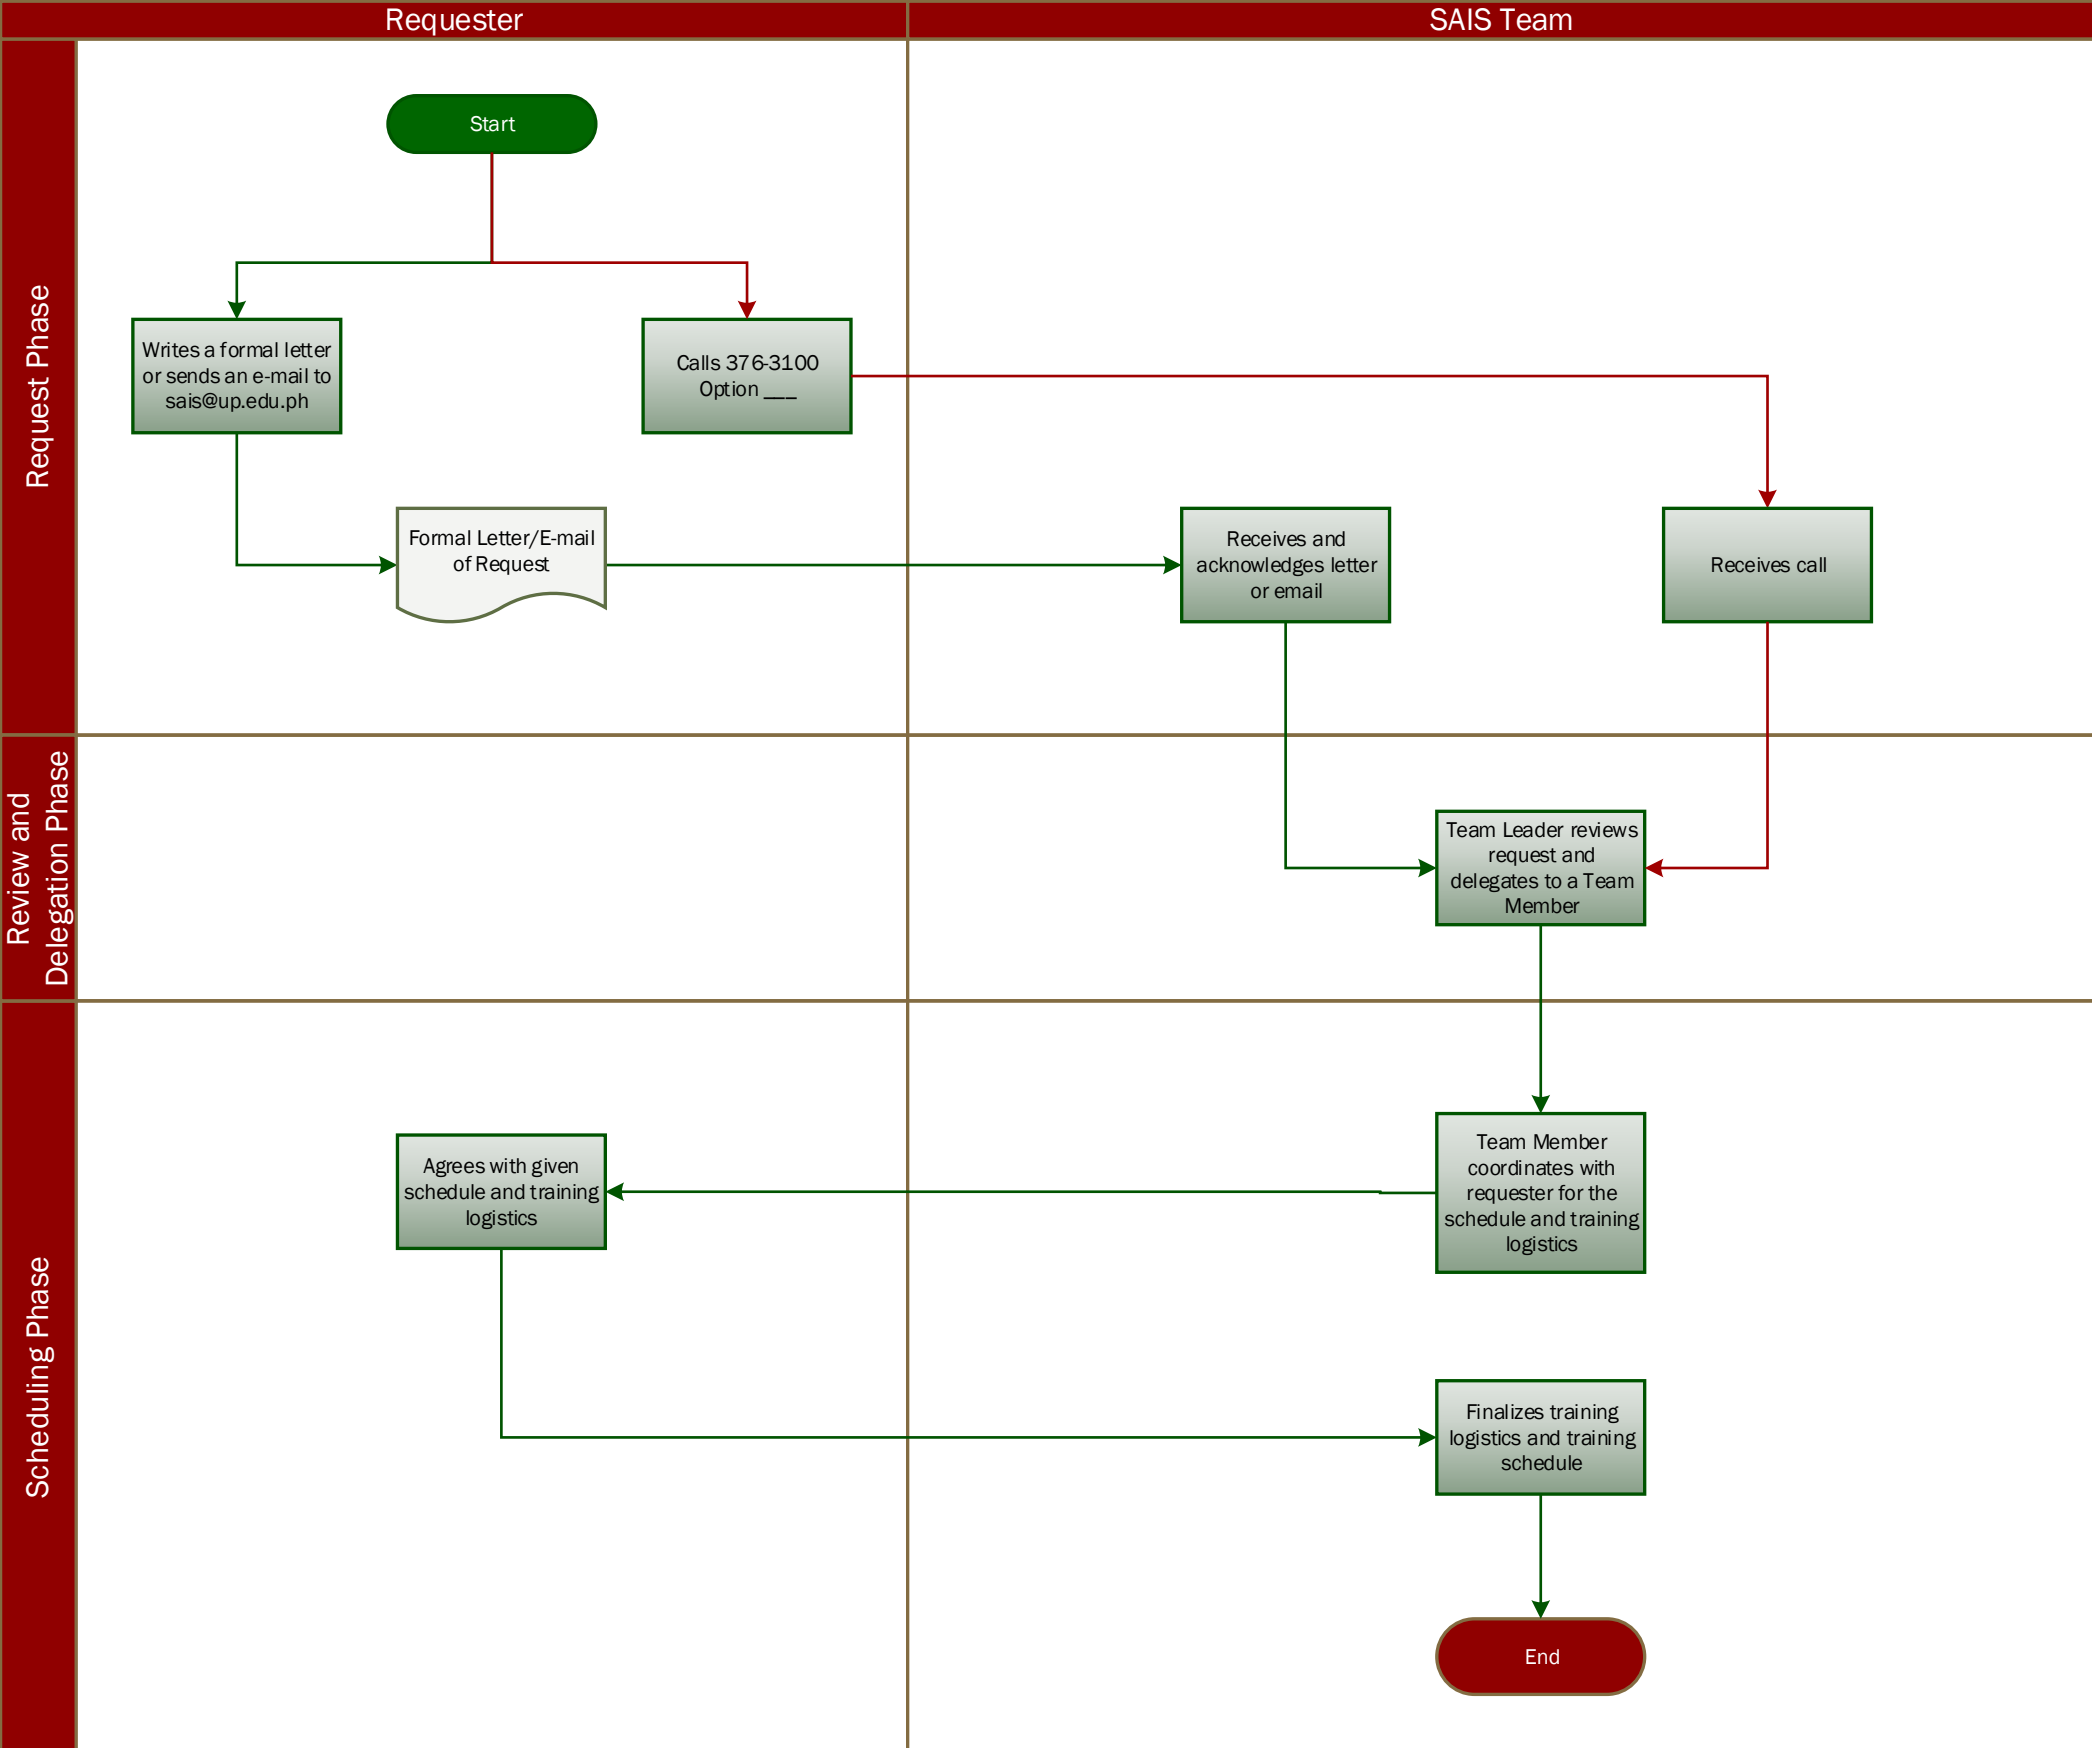 Requester
SAIS Team
Request Phase
Start
Writes a formal letter
or sends an e-mail to
sais@up.edu.ph
Calls 376-3100
Option ___
Formal Letter/E-mail
of Request
Receives and
acknowledges letter
or email
Receives call
Review and
Delegation Phase
Team Leader reviews
request and
delegates to a Team
Member
Scheduling Phase
Agrees with given
schedule and training
logistics
Team Member
coordinates with
requester for the
schedule and training
logistics
Finalizes training
logistics and training
schedule
End